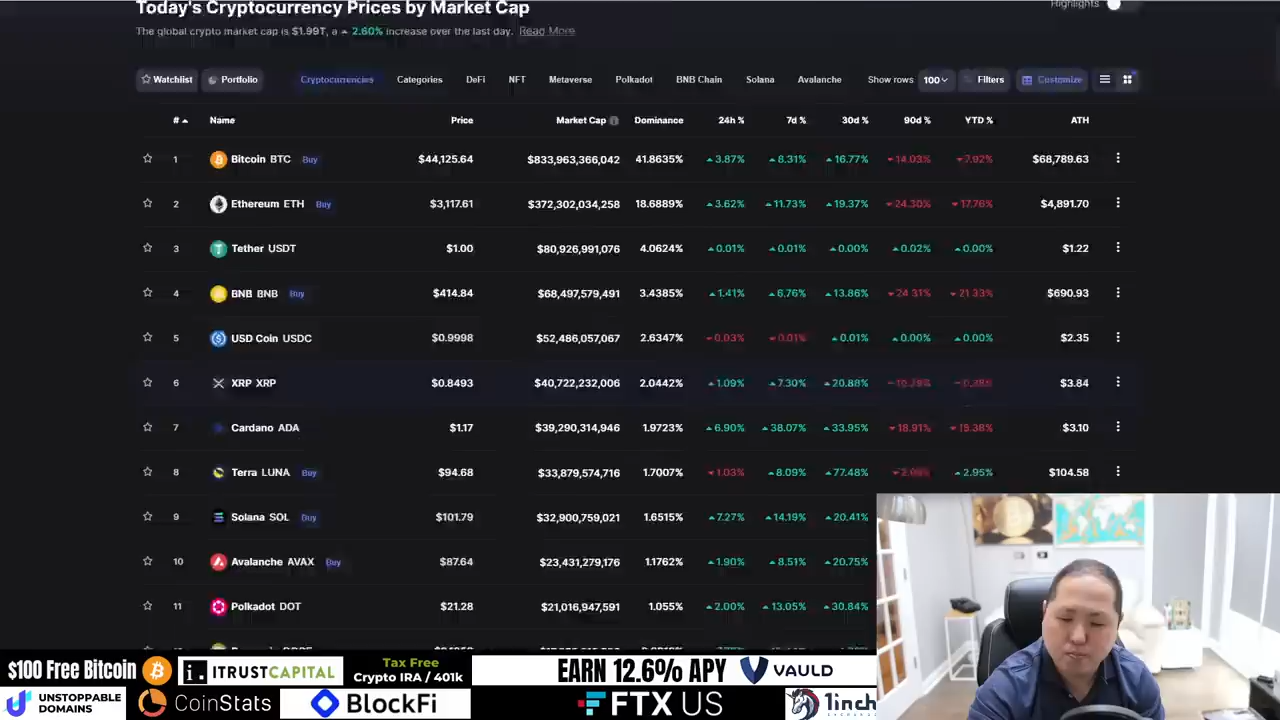 Today's Cryptocurrency Prices by Market Cap
Highlights
The global crypto market cap is $1.99T, a 2.60% increase over the last day. Read More
Watchlist Portfolio Cryptocurrencies Categories DeFi NFT Metaverse Polkadot BNB Chain Solana Avalanche Show rows 100 Filters Customize
# Name Price Market Cap Dominance 24h % 7d % 30d % 90d % YTD % ATH
1 Bitcoin BTC Buy $44,125.64 $833,963,366,042 41.8635% 3.87% 8.31% 16.77% 14.03% 7.92% $68,789.63
2 Ethereum ETH Buy $3,117.61 $372,302,034,258 18.6889% 3.62% 11.73% 19.37% 24.30% 17.76% $4,891.70
3 Tether USDT $1.00 $80,926,991,076 4.0624% 0.01% 0.01% 0.00% 0.02% 0.00% $1.22
4 BNB BNB Buy $414.84 $68,497,579,491 3.4385% 1.41% 6.76% 13.86% 24.31% 21.33% $690.93
5 USD Coin USDC $0.9998 $52,486,057,067 2.6347% 0.03% 0.01% 0.01% 0.00% 0.00% $2.35
6 XRP XRP $0.8493 $40,722,232,006 2.0442% 1.09% 7.30% 20.88% $3.84
7 Cardano ADA $1.17 $39,290,314,946 1.9723% 6.90% 38.07% 33.95% 18.91% 15.38% $3.10
8 Terra LUNA Buy $94.68 $33,879,574,716 1.7007% 1.03% 8.09% 77.48% 2.95% $104.58
9 Solana SOL Buy $101.79 $32,900,759,021 1.6515% 7.27% 14.19% 20.41%
10 Avalanche AVAX Buy $87.64 $23,431,279,176 1.1762% 1.90% 8.51% 20.75%
11 Polkadot DOT $21.28 $21,016,947,591 1.055% 2.00% 13.05% 30.84%
$100 Free Bitcoin i. ITRUSTCAPITAL Tax Free
Crypto IRA / 401k
EARN 12.6% APY VAULD
UNSTOPPABLE
DOMAINS
CoinStats BlockFi FTX US 1inch